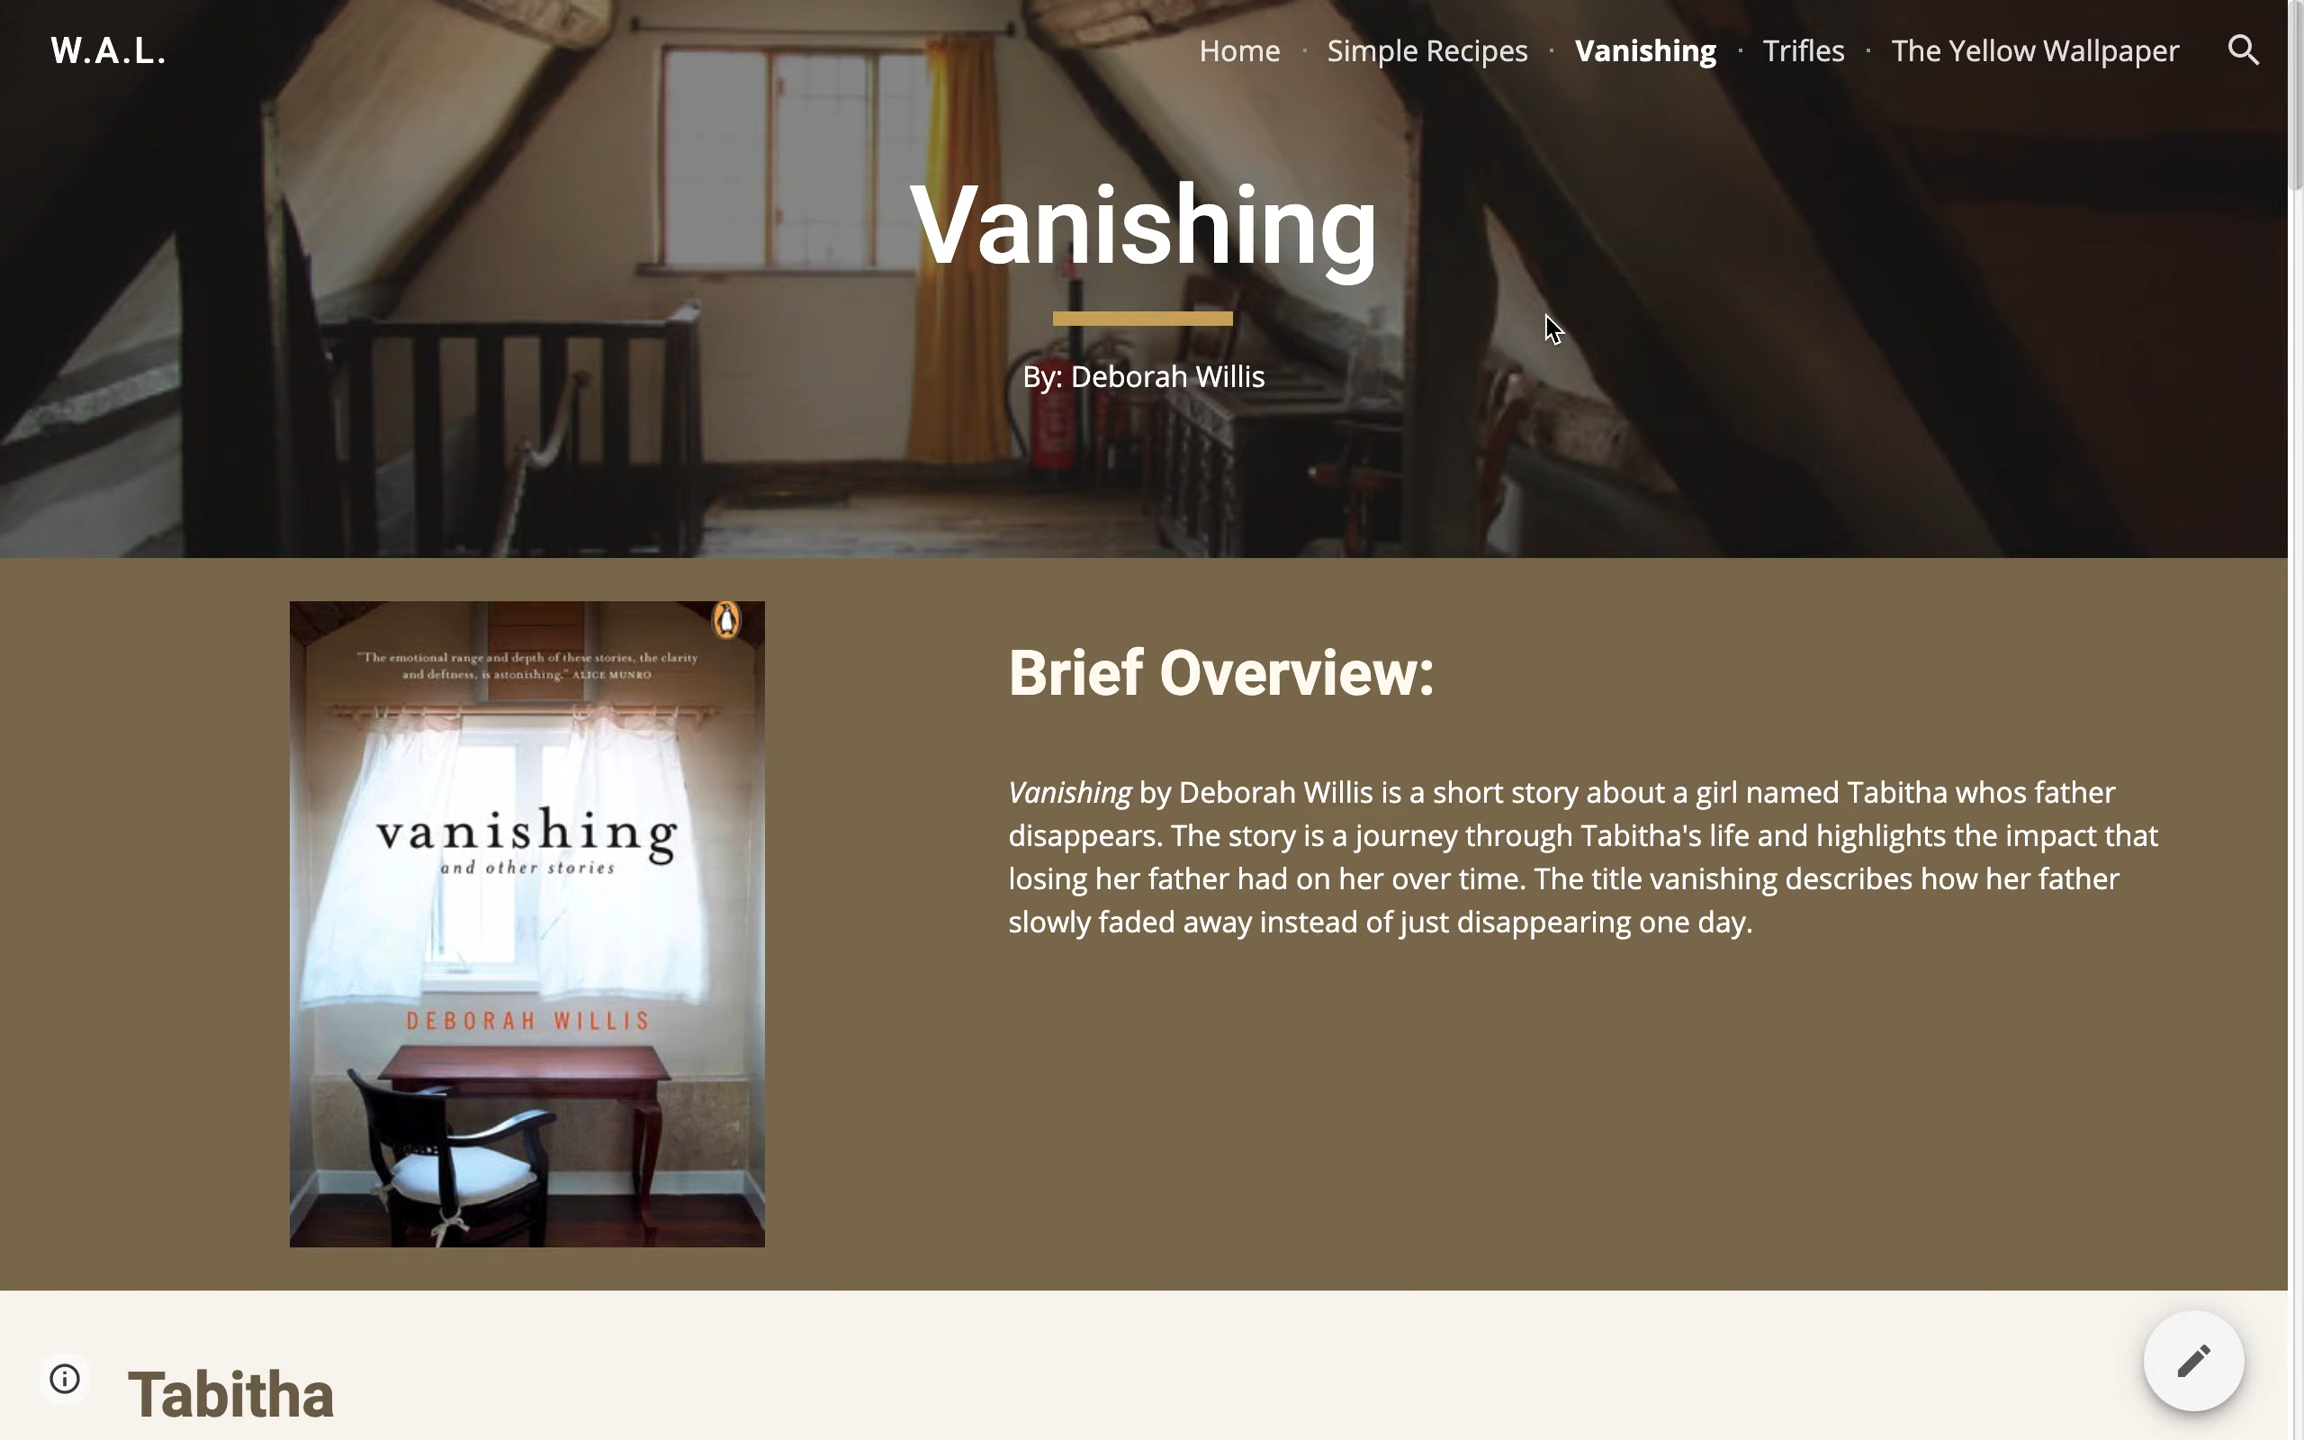 W.A.L.
Home · Simple Recipes · Vanishing · Trifles · The Yellow Wallpaper
Vanishing
By: Deborah Willis
"The emotional range and depth of these stories, the clarity
and deftness, is astonishing." ALICE MUNRO
vanishing
and other stories
DEBORAH WILLIS
Brief Overview:
Vanishing by Deborah Willis is a short story about a girl named Tabitha whos father
disappears. The story is a journey through Tabitha's life and highlights the impact that
losing her father had on her over time. The title vanishing describes how her father
slowly faded away instead of just disappearing one day.
Tabitha